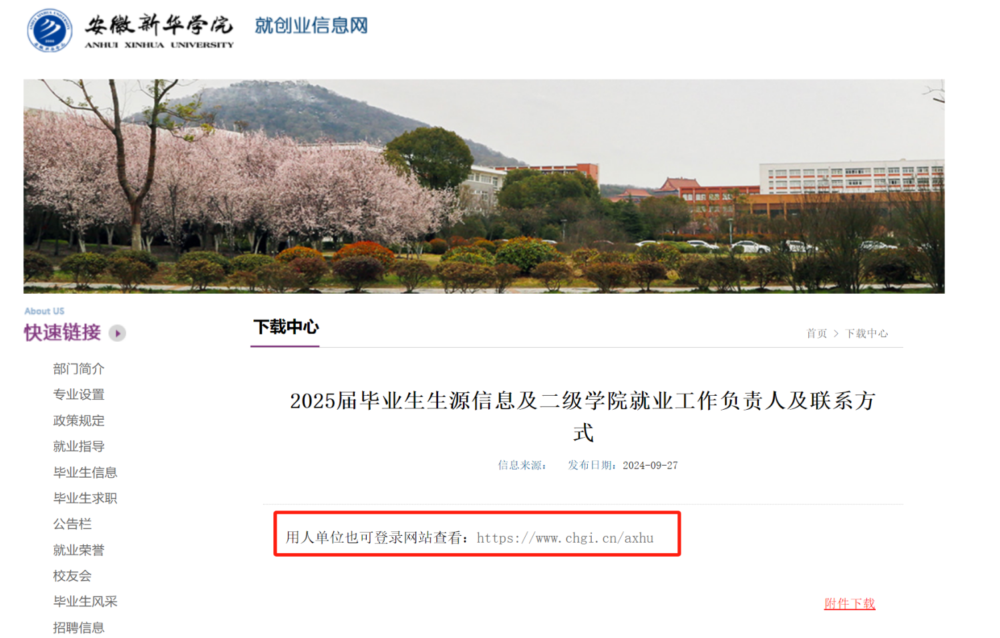 安徽新华学院
ANHUI XINHUA UNIVERSITY
就创业信息网
About US
快速链接
部门简介
专业设置
政策规定
就业指导
毕业生信息
毕业生求职
公告栏
就业荣誉
校友会
毕业生风采
招聘信息
下载中心
首页 > 下载中心
2025届毕业生生源信息及二级学院就业工作负责人及联系方
式
信息来源： 发布日期：2024-09-27
用人单位也可登录网站查看：https://www.chgi.cn/axhu
附件下载